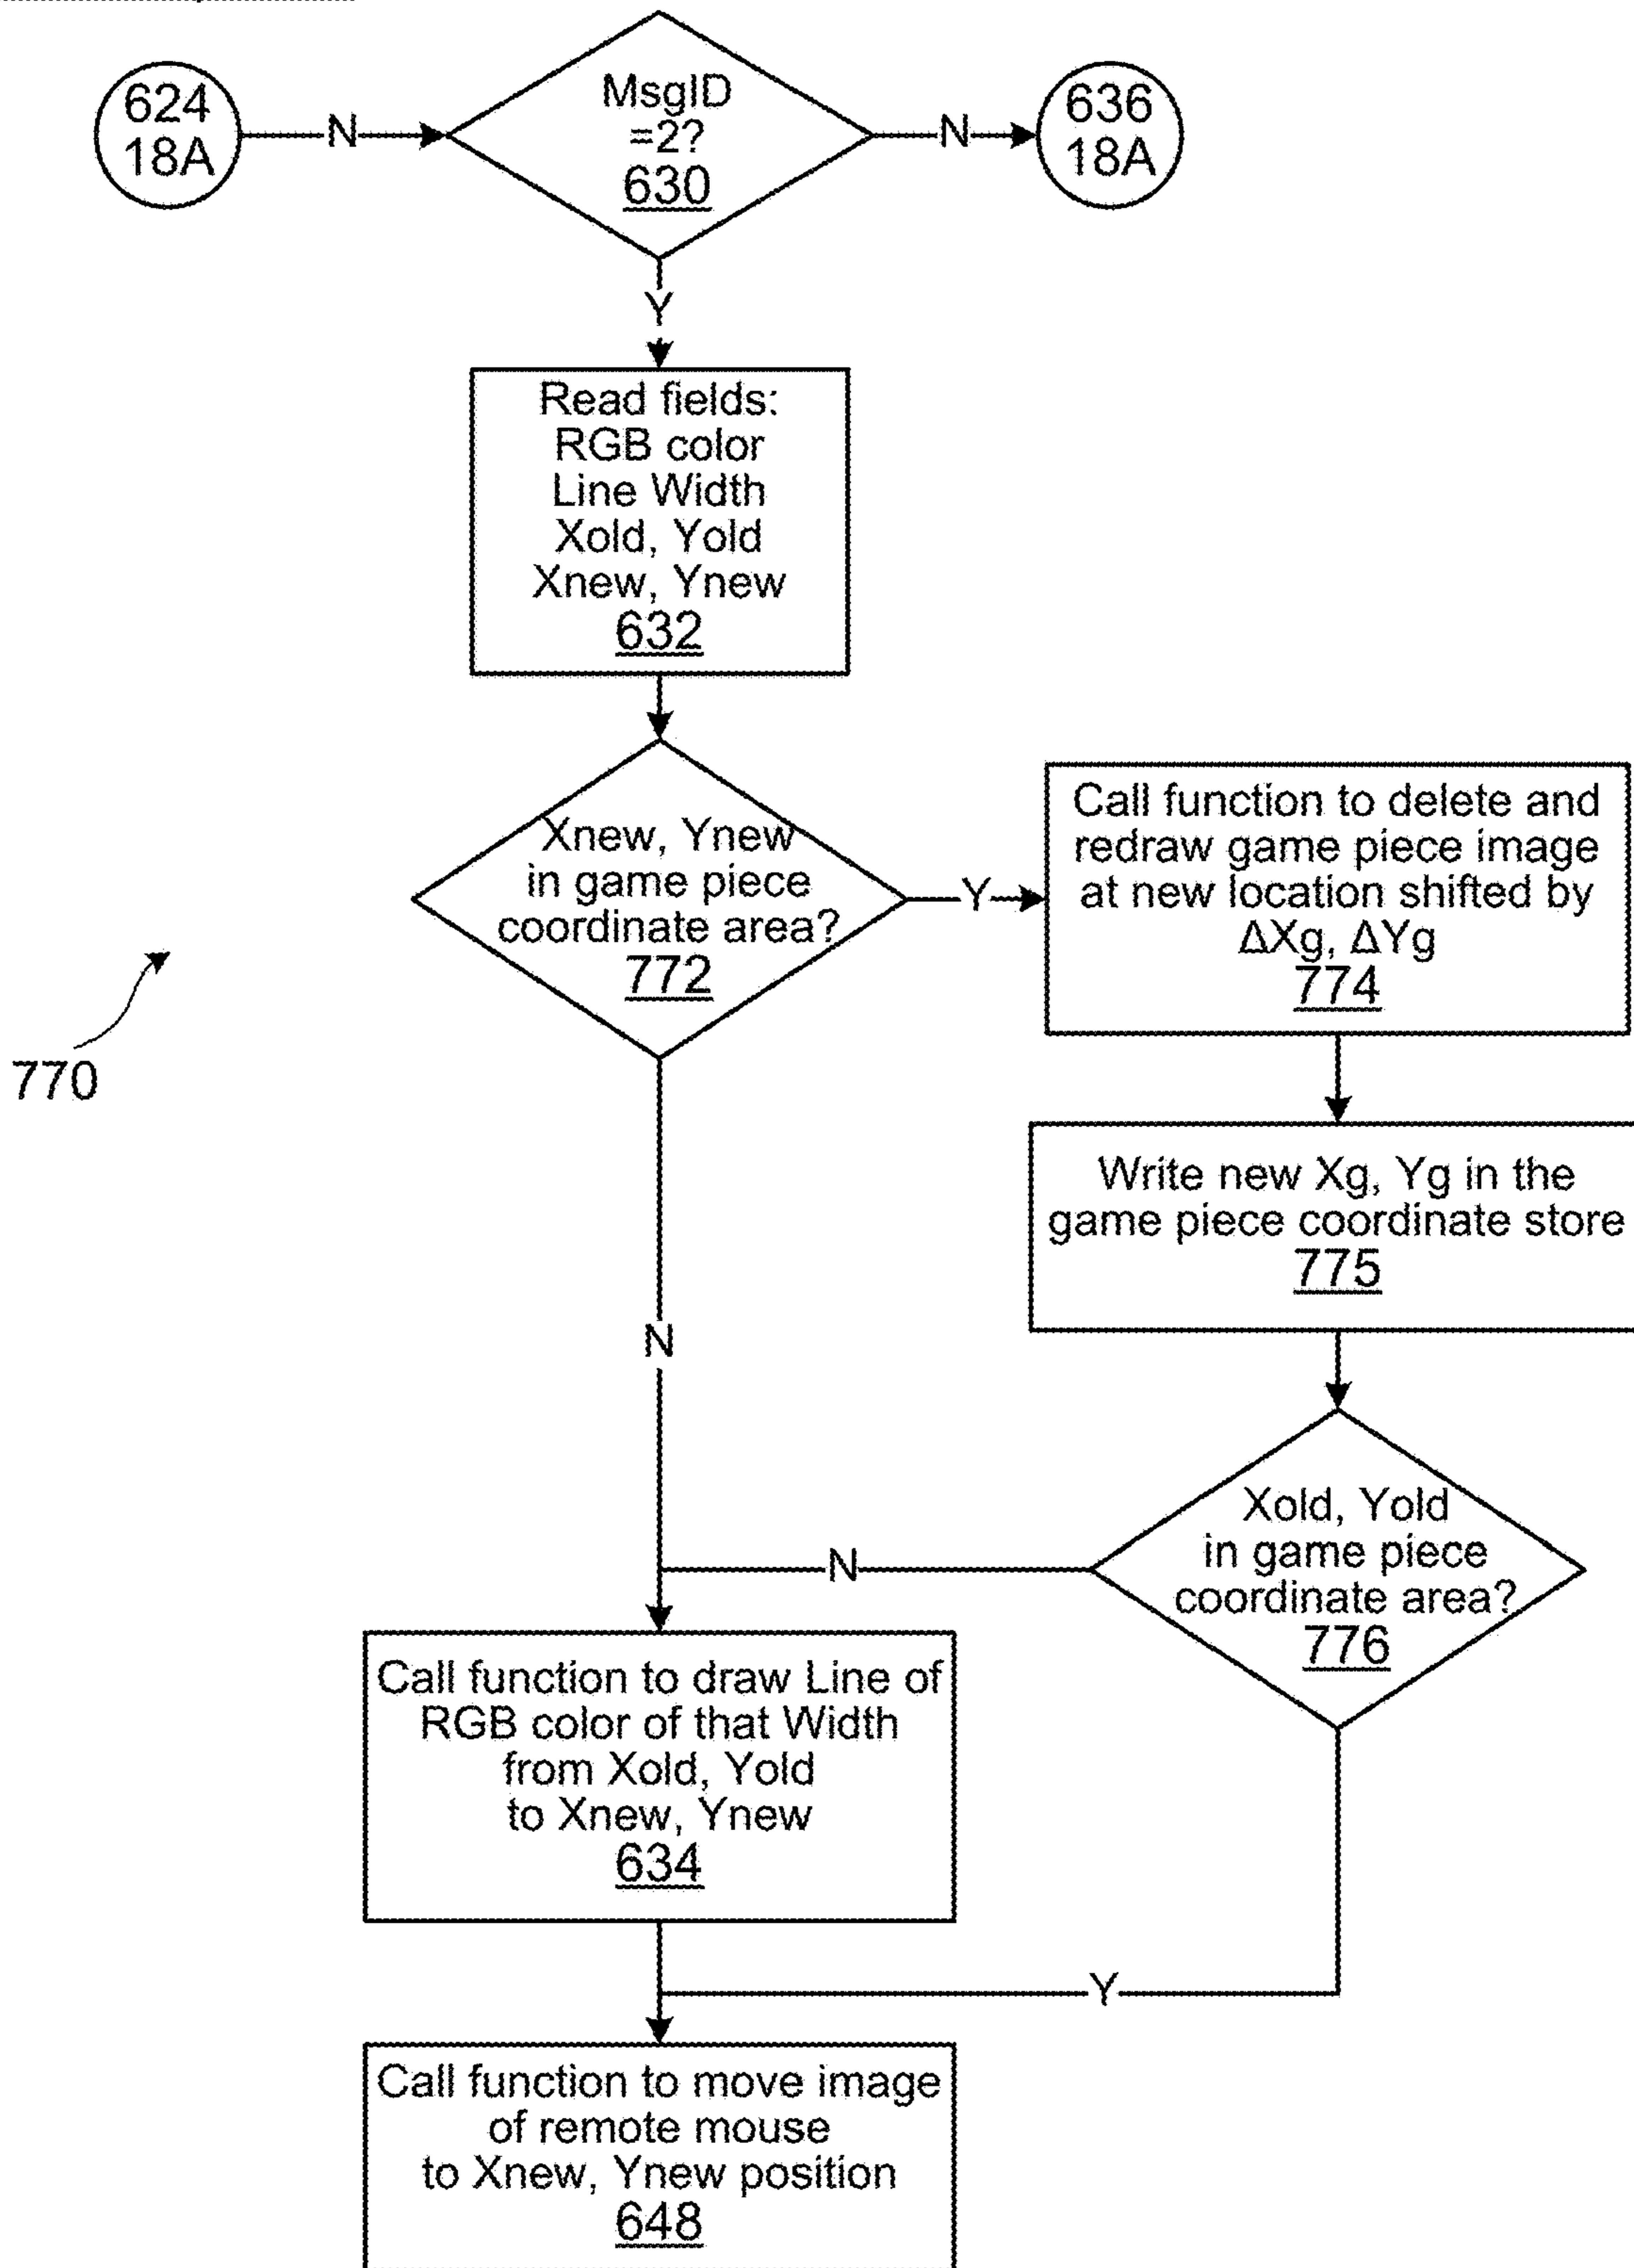 624
18A
N
MsgID
=2?
630
N
636
18A
Y
Read fields:
RGB color
Line Width
Xold, Yold
Xnew, Ynew
632
Xnew, Ynew
in game piece
coordinate area?
772
Y
Call function to delete and
redraw game piece image
at new location shifted by
ΔXg, ΔYg
774
770
Write new Xg, Yg in the
game piece coordinate store
775
N
Xold, Yold
in game piece
coordinate area?
776
N
Call function to draw Line of
RGB color of that Width
from Xold, Yold
to Xnew, Ynew
634
Y
Call function to move image
of remote mouse
to Xnew, Ynew position
648